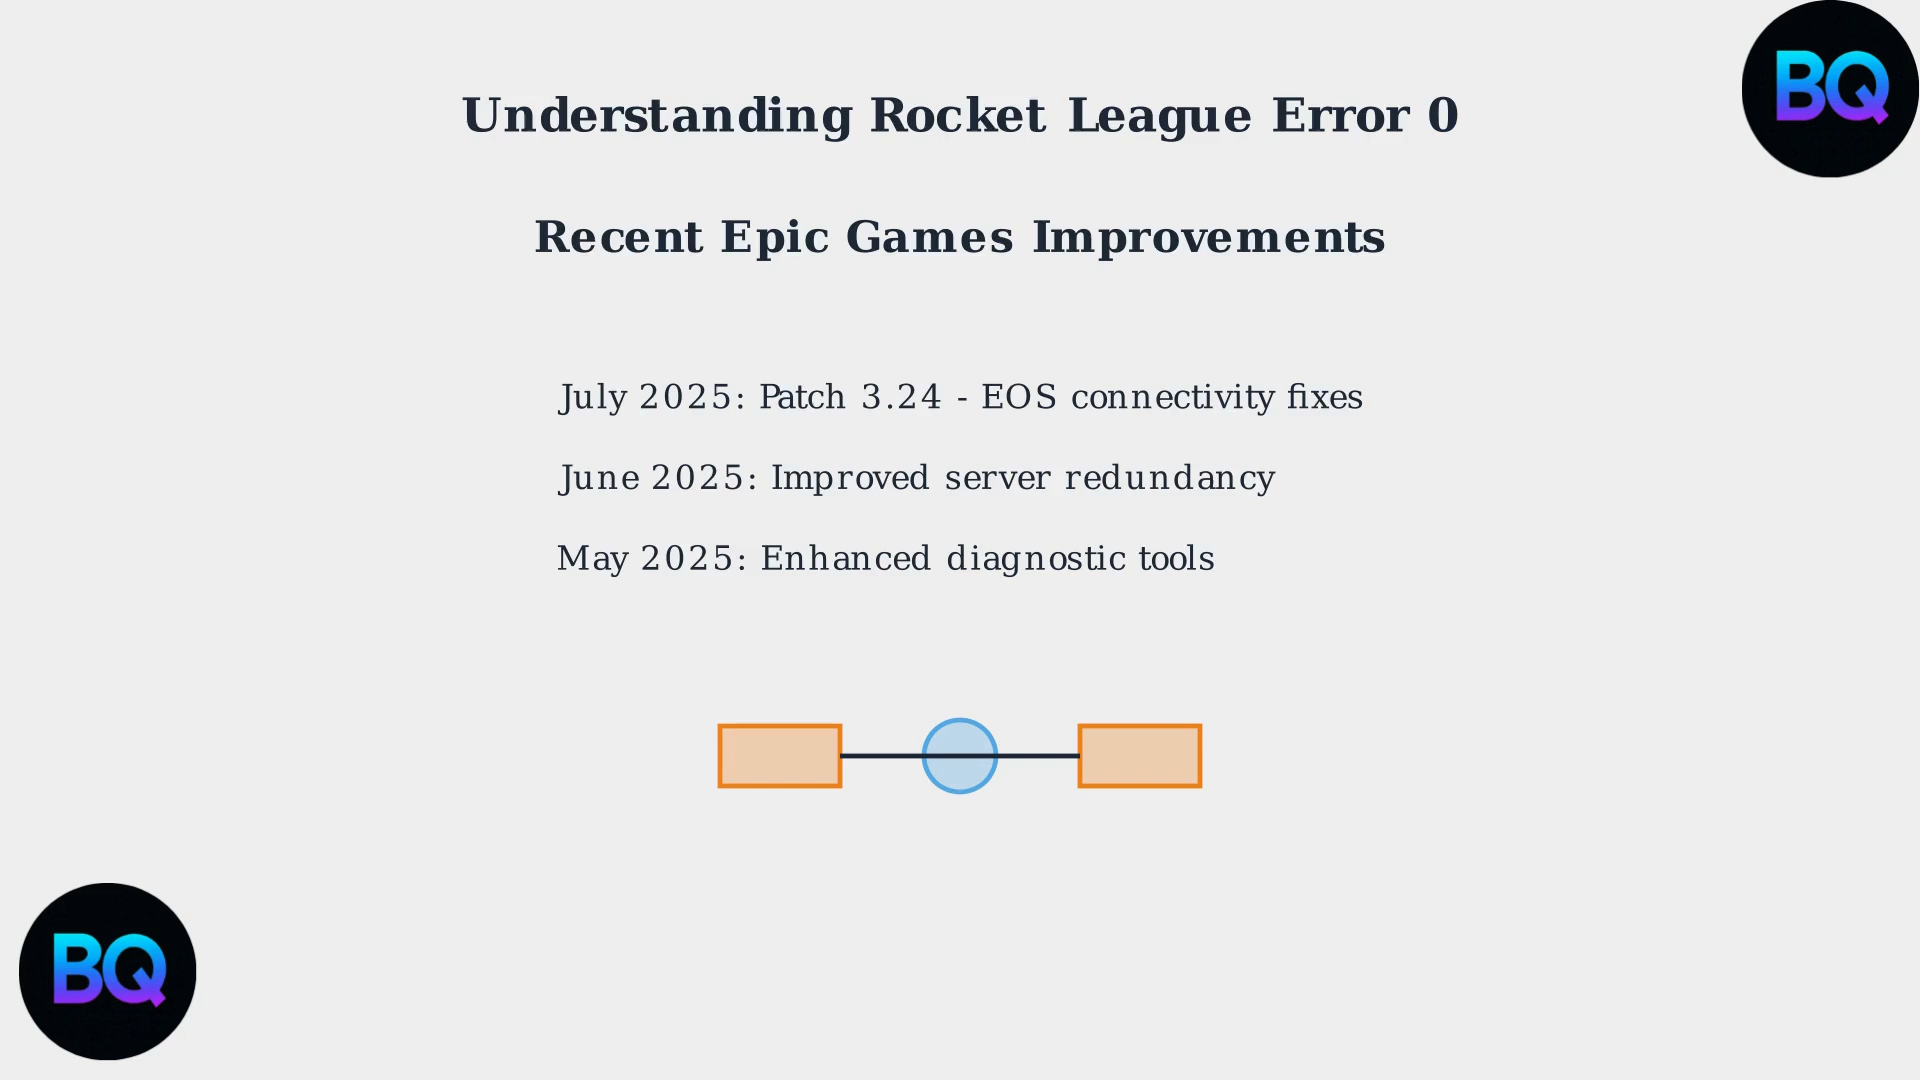 BQ
Understanding Rocket League Error 0
Recent Epic Games Improvements
July 2025: Patch 3.24 - EOS connectivity fixes
June 2025: Improved server redundancy
May 2025: Enhanced diagnostic tools
BQ